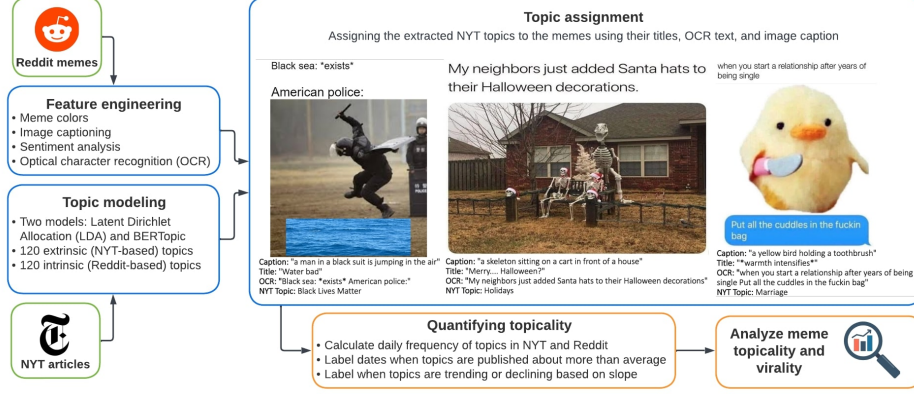 Reddit memes
Feature engineering
• Meme colors
• Image captioning
• Sentiment analysis
• Optical character recognition (OCR)
Topic modeling
• Two models: Latent Dirichlet
Allocation (LDA) and BERTopic
• 120 extrinsic (NYT-based) topics
• 120 intrinsic (Reddit-based) topics
NYT articles
Topic assignment
Assigning the extracted NYT topics to the memes using their titles, OCR text, and image caption
Black sea: *exists*
American police:
POLICE
Caption: "a man in a black suit is jumping in the air"
Title: "Water bad"
OCR: "Black sea: *exists* American police:"
NYT Topic: Black Lives Matter
My neighbors just added Santa hats to
their Halloween decorations.
Caption: "a skeleton sitting on a cart in front of a house"
Title: "Merry.... Halloween?"
OCR: "My neighbors just added Santa hats to their Halloween decorations"
NYT Topic: Holidays
when you start a relationship after years of
being single
Put all the cuddles in the fuckin
bag
Caption: "a yellow bird holding a toothbrush"
Title: "*warmth intensifies*"
OCR: "when you start a relationship after years of being
single Put all the cuddles in the fuckin bag"
NYT Topic: Marriage
Quantifying topicality
• Calculate daily frequency of topics in NYT and Reddit
• Label dates when topics are published about more than average
• Label when topics are trending or declining based on slope
Analyze meme
topicality and
virality